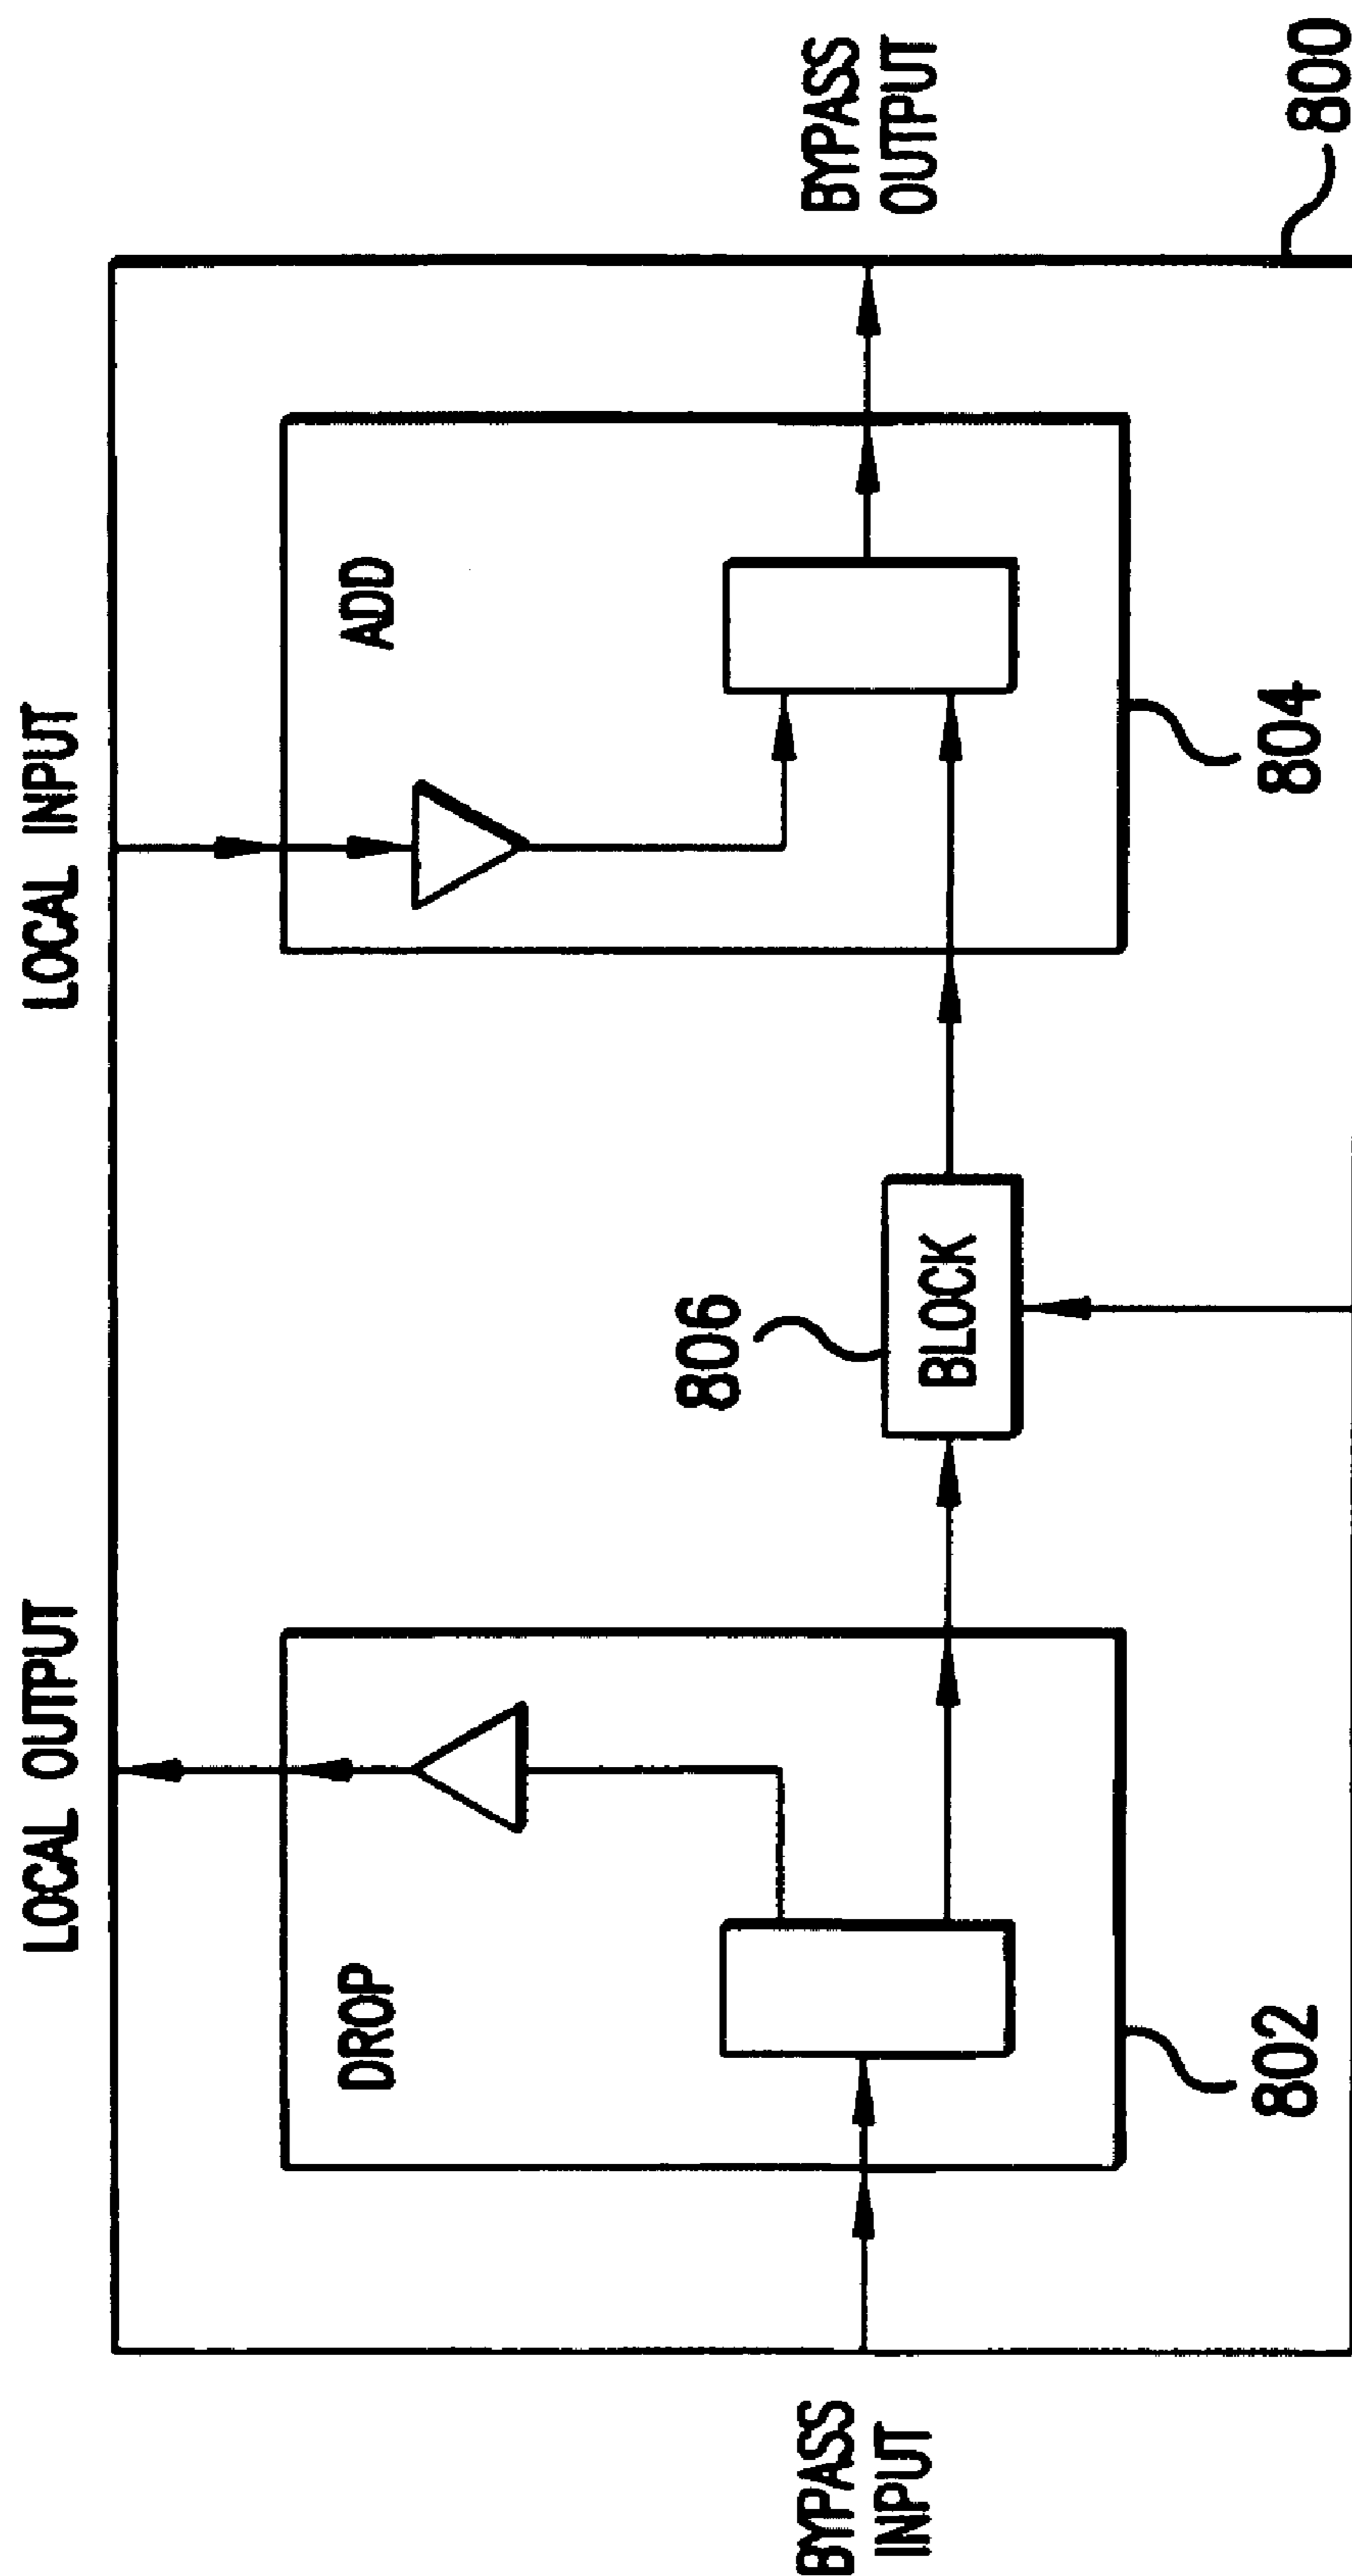 LOCAL OUTPUT
LOCAL INPUT
DROP
ADD
806
BYPASS
INPUT
BLOCK
BYPASS
OUTPUT
802
804
800